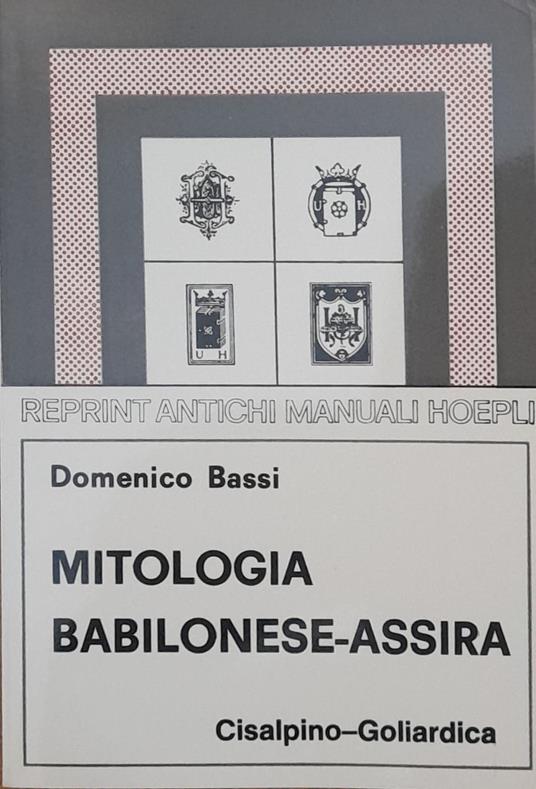 U H
U H
REPRINT ANTICHI MANUALI HOEPLI
Domenico Bassi
MITOLOGIA
BABILONESE-ASSIRA
Cisalpino–Goliardica